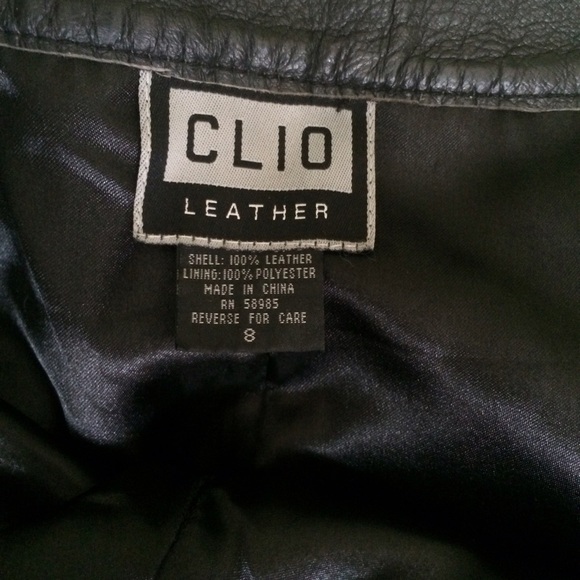 CLIO
LEATHER
SHELL: 100% LEATHER
LINING:100% POLYESTER
MADE IN CHINA
RN 58985
REVERSE FOR CARE
8